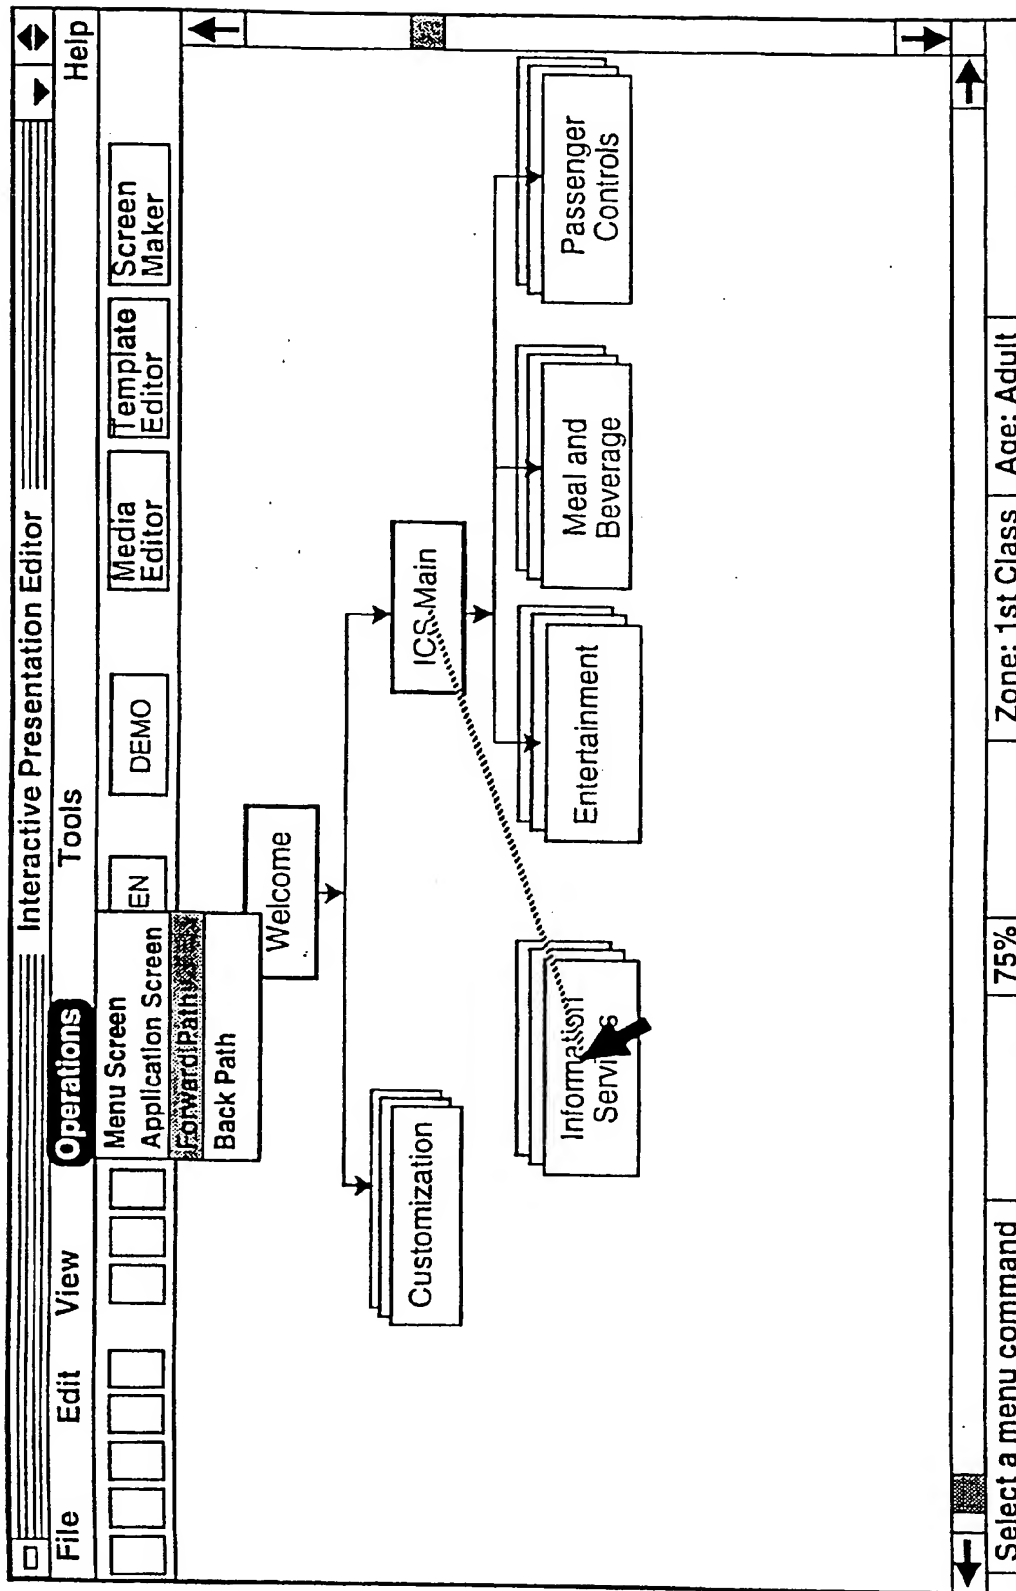 Interactive Presentation Editor
File Edit View Operations Tools Help
Menu Screen
Application Screen
Forward Path
Back Path
EN
DEMO
Media
Editor
Template
Editor
Screen
Maker
Welcome
Customization
ICS Main
Information
Services
Entertainment
Meal and
Beverage
Passenger
Controls
Select a menu command 75% Zone: 1st Class Age: Adult